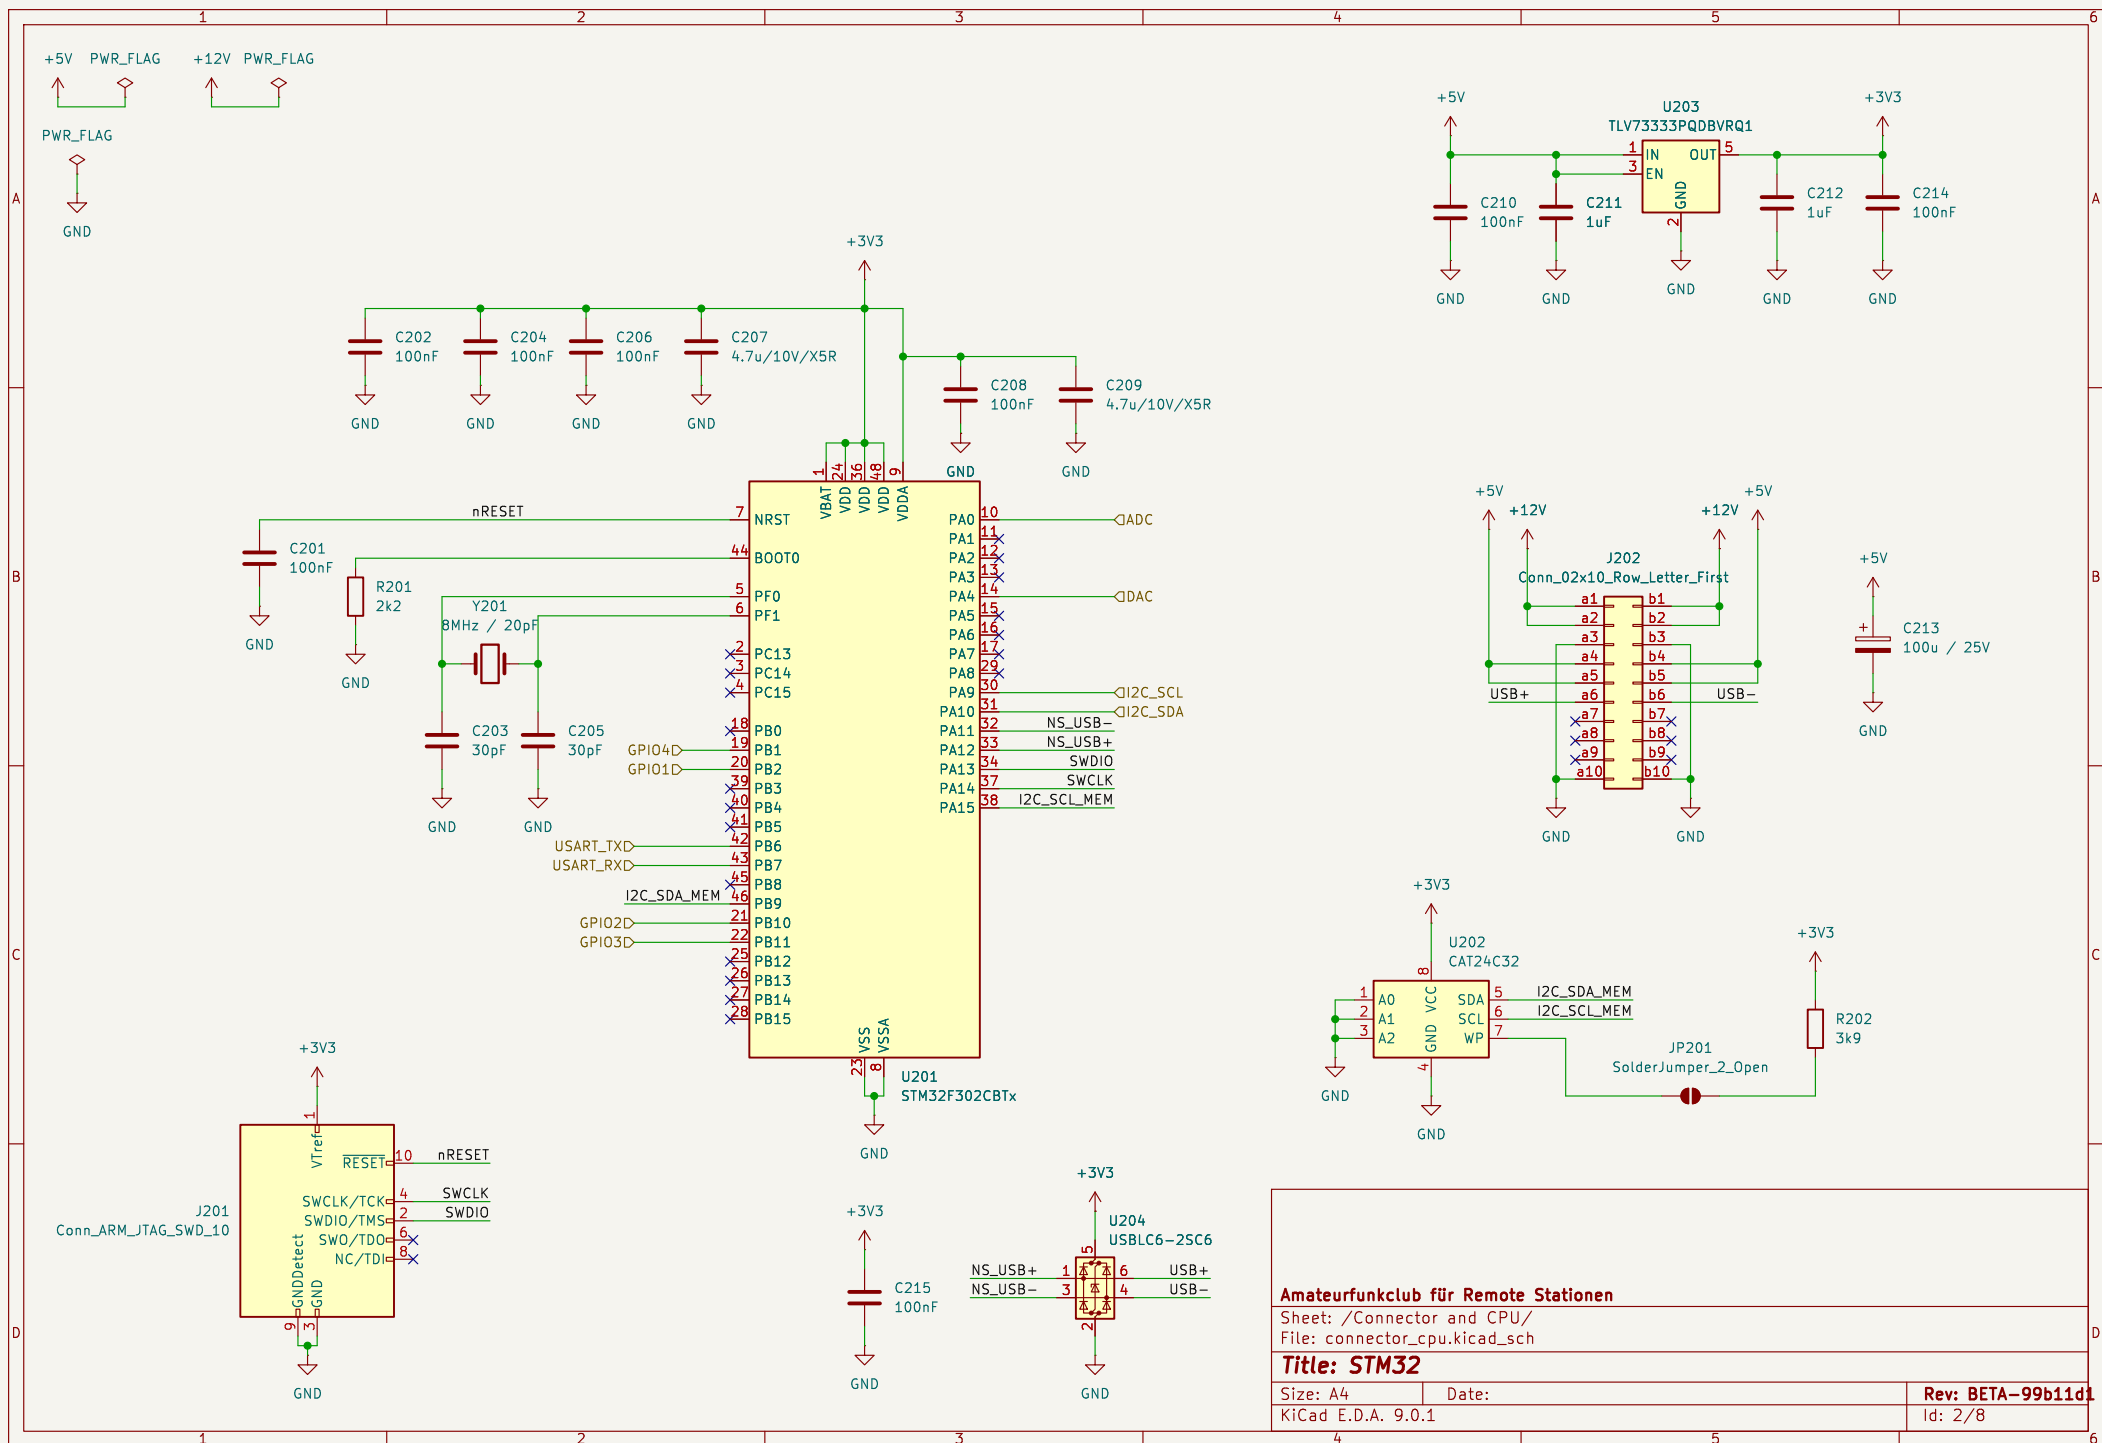 1 2 3 4 5 6
+5V PWR_FLAG +12V PWR_FLAG
PWR_FLAG
GND
A
B
C
D
+5V
U203
TLV73333PQDBVRQ1
+3V3
1 IN OUT 5
3 EN
GND
2
C210
100nF
C211
1uF
C212
1uF
C214
100nF
GND GND GND GND GND
+3V3
C202
100nF
C204
100nF
C206
100nF
C207
4.7u/10V/X5R
GND GND GND GND
C208
100nF
C209
4.7u/10V/X5R
GND GND
1 24 36 48 9
VBAT VDD VDD VDD VDDA
nRESET 7 NRST
44 BOOT0
5 PF0
6 PF1
2 PC13
3 PC14
4 PC15
18 PB0
GPIO4 19 PB1
GPIO1 20 PB2
39 PB3
40 PB4
41 PB5
USART_TX 42 PB6
USART_RX 43 PB7
45 PB8
I2C_SDA_MEM 46 PB9
GPIO2 21 PB10
GPIO3 22 PB11
25 PB12
26 PB13
27 PB14
28 PB15
PA0 10 ADC
PA1 11
PA2 12
PA3 13
PA4 14 DAC
PA5 15
PA6 16
PA7 17
PA8 29
PA9 30 I2C_SCL
PA10 31 I2C_SDA
PA11 32 NS_USB-
PA12 33 NS_USB+
PA13 34 SWDIO
PA14 37 SWCLK
PA15 38 I2C_SCL_MEM
VSS VSSA
23 8
U201
STM32F302CBTx
GND
C201
100nF
GND
R201
2k2
GND
Y201
8MHz / 20pF
C203
30pF
GND
C205
30pF
GND
+5V +12V +12V +5V
J202
Conn_02x10_Row_Letter_First
a1 b1
a2 b2
a3 b3
a4 b4
a5 b5
USB+ a6 b6 USB-
a7 b7
a8 b8
a9 b9
a10 b10
GND GND
+5V
+
C213
100u / 25V
GND
+3V3
U202
CAT24C32
8
VCC
1 A0 SDA 5 I2C_SDA_MEM
2 A1 SCL 6 I2C_SCL_MEM
3 A2 WP 7
GND
4
GND GND
JP201
SolderJumper_2_Open
+3V3
R202
3k9
+3V3
1
VTref
RESET 10 nRESET
SWCLK/TCK 4 SWCLK
SWDIO/TMS 2 SWDIO
SWO/TDO 6
NC/TDI 8
GNDDetect GND
9 3
J201
Conn_ARM_JTAG_SWD_10
GND
+3V3
C215
100nF
GND
+3V3
U204
USBLC6-2SC6
5
NS_USB+ 1 6 USB+
NS_USB- 3 4 USB-
2
GND
Amateurfunkclub für Remote Stationen
Sheet: /Connector and CPU/
File: connector_cpu.kicad_sch
Title: STM32
Size: A4 Date: Rev: BETA-99b11d1
KiCad E.D.A. 9.0.1 Id: 2/8
A
B
C
D
1 2 3 4 5 6